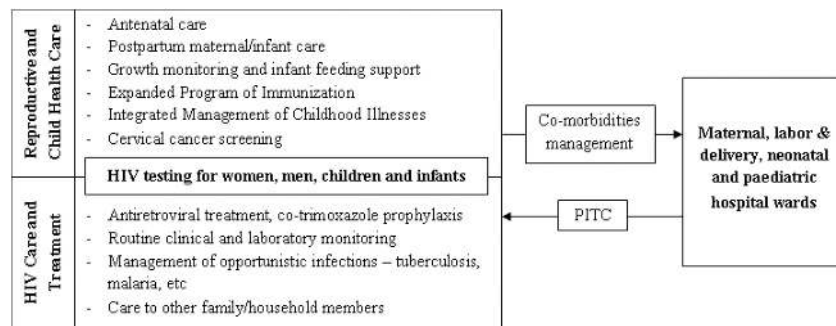 Reproductive and
Child Health Care
- Antenatal care
- Postpartum maternal/infant care
- Growth monitoring and infant feeding support
- Expanded Program of Immunization
- Integrated Management of Childhood Illnesses
- Cervical cancer screening
HIV testing for women, men, children and infants
HIV Care and
Treatment
- Antiretroviral treatment, co-trimoxazole prophylaxis
- Routine clinical and laboratory monitoring
- Management of opportunistic infections – tuberculosis,
malaria, etc
- Care to other family/household members
Co-morbidities
management
PITC
Maternal, labor &
delivery, neonatal
and paediatric
hospital wards